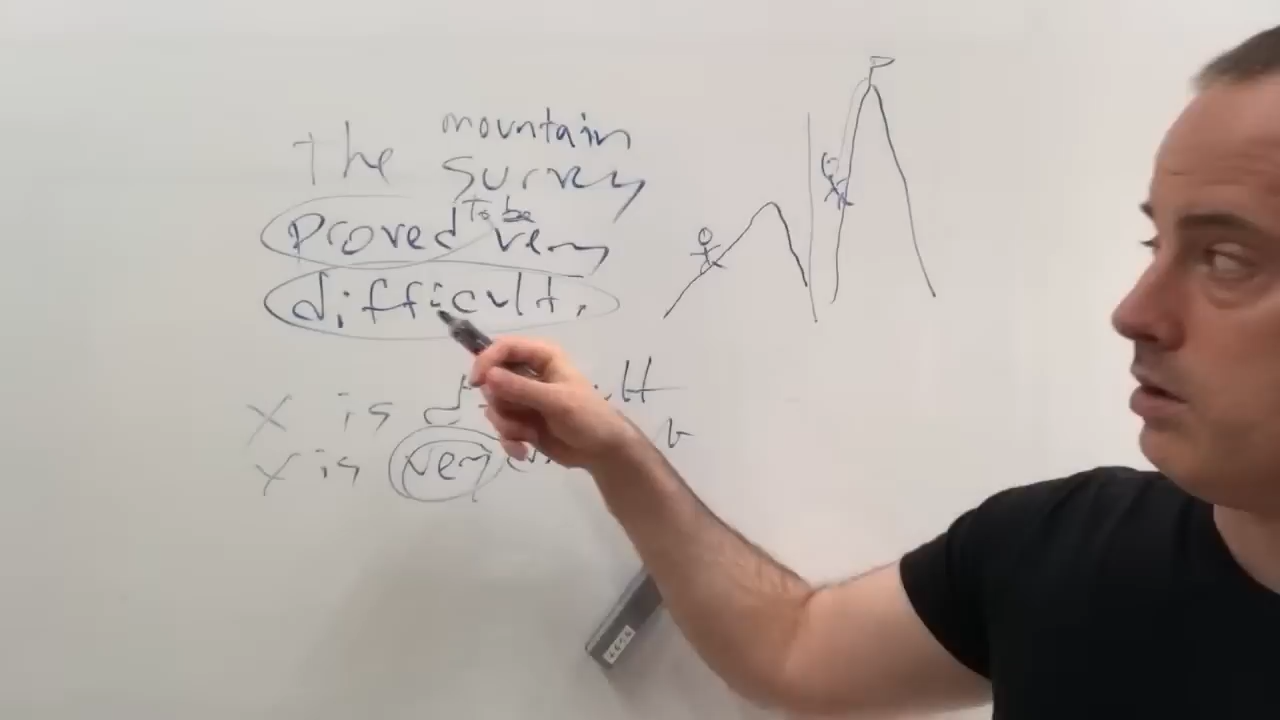 mountain
The survey
to be
proved very
difficult.
X is
X is very